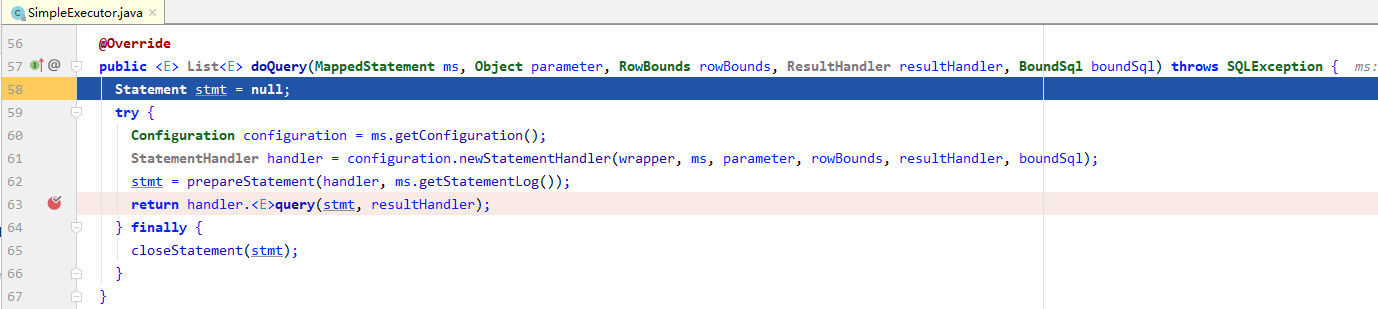 SimpleExecutor.java
56 @Override
57 @ public <E> List<E> doQuery(MappedStatement ms, Object parameter, RowBounds rowBounds, ResultHandler resultHandler, BoundSql boundSql) throws SQLException { ms:
58 Statement stmt = null;
59 try {
60 Configuration configuration = ms.getConfiguration();
61 StatementHandler handler = configuration.newStatementHandler(wrapper, ms, parameter, rowBounds, resultHandler, boundSql);
62 stmt = prepareStatement(handler, ms.getStatementLog());
63 return handler.<E>query(stmt, resultHandler);
64 } finally {
65 closeStatement(stmt);
66 }
67 }